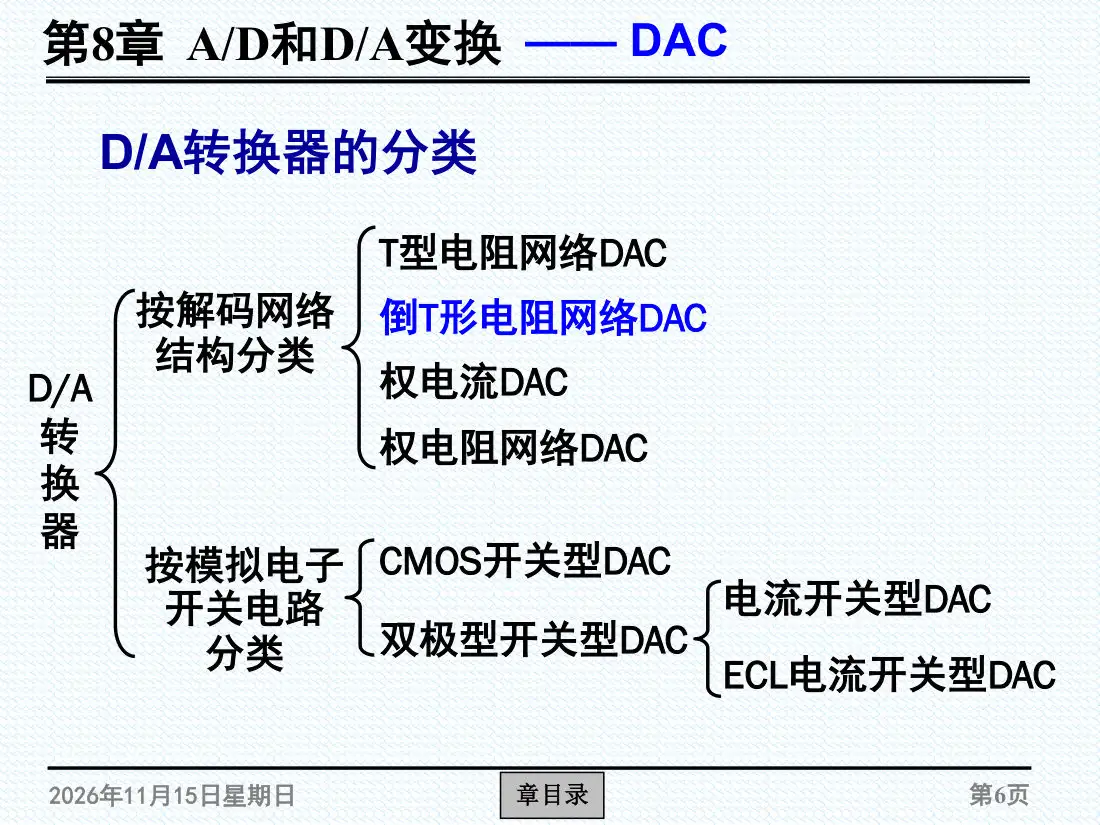 第8章 A/D和D/A变换 —— DAC
D/A转换器的分类
D/A
转
换
器
按解码网络
结构分类
T型电阻网络DAC
倒T形电阻网络DAC
权电流DAC
权电阻网络DAC
按模拟电子
开关电路
分类
CMOS开关型DAC
双极型开关型DAC
电流开关型DAC
ECL电流开关型DAC
2026年11月15日星期日
章目录
第6页